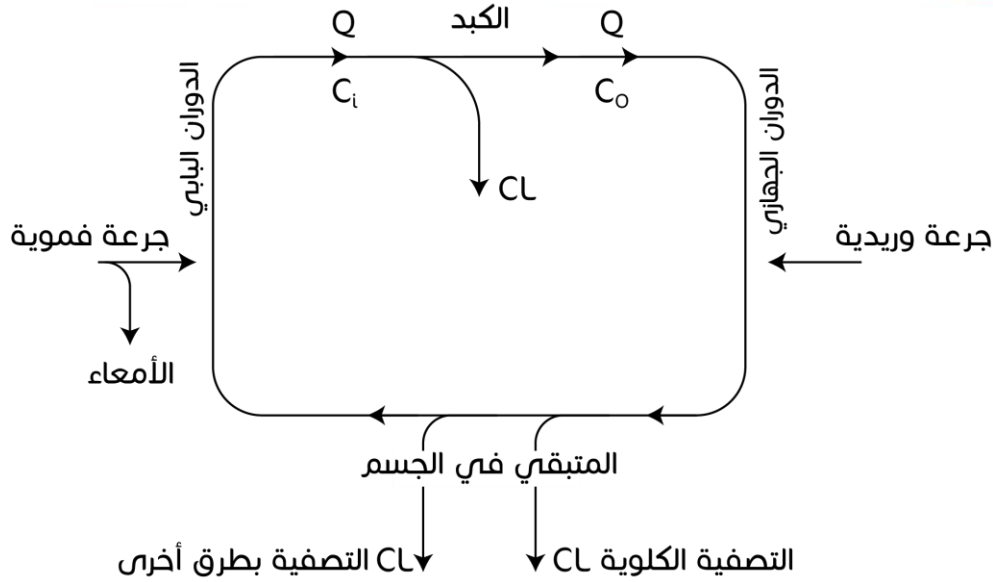 Q
الكبد
Q
Ci
Co
الدوران البابي
الدوران الجهازي
CL
جرعة فموية
جرعة وريدية
الأمعاء
المتبقي في الجسم
CL التصفية بطرق أخرى
CL التصفية الكلوية